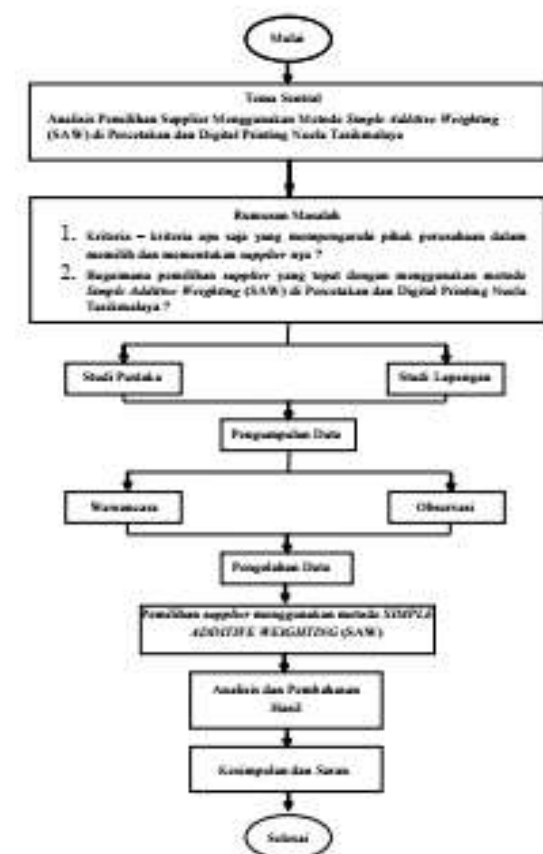 Mulai
Tema Sentral
Analisis Pemilihan Supplier Menggunakan Metode Simple Additive Weighting
(SAW) di Percetakan dan Digital Printing Nuela Tasikmalaya
Rumusan Masalah
1. Kriteria – kriteria apa saja yang mempengaruhi pihak perusahaan dalam
memilih dan menentukan supplier nya ?
2. Bagaimana pemilihan supplier yang tepat dengan menggunakan metode
Simple Additive Weighting (SAW) di Percetakan dan Digital Printing Nuela
Tasikmalaya ?
Studi Pustaka
Studi Lapangan
Pengumpulan Data
Wawancara
Observasi
Pengolahan Data
Pemilihan supplier menggunakan metode SIMPLE
ADDITIVE WEIGHTING (SAW)
Analisis dan Pembahasan
Hasil
Kesimpulan dan Saran
Selesai